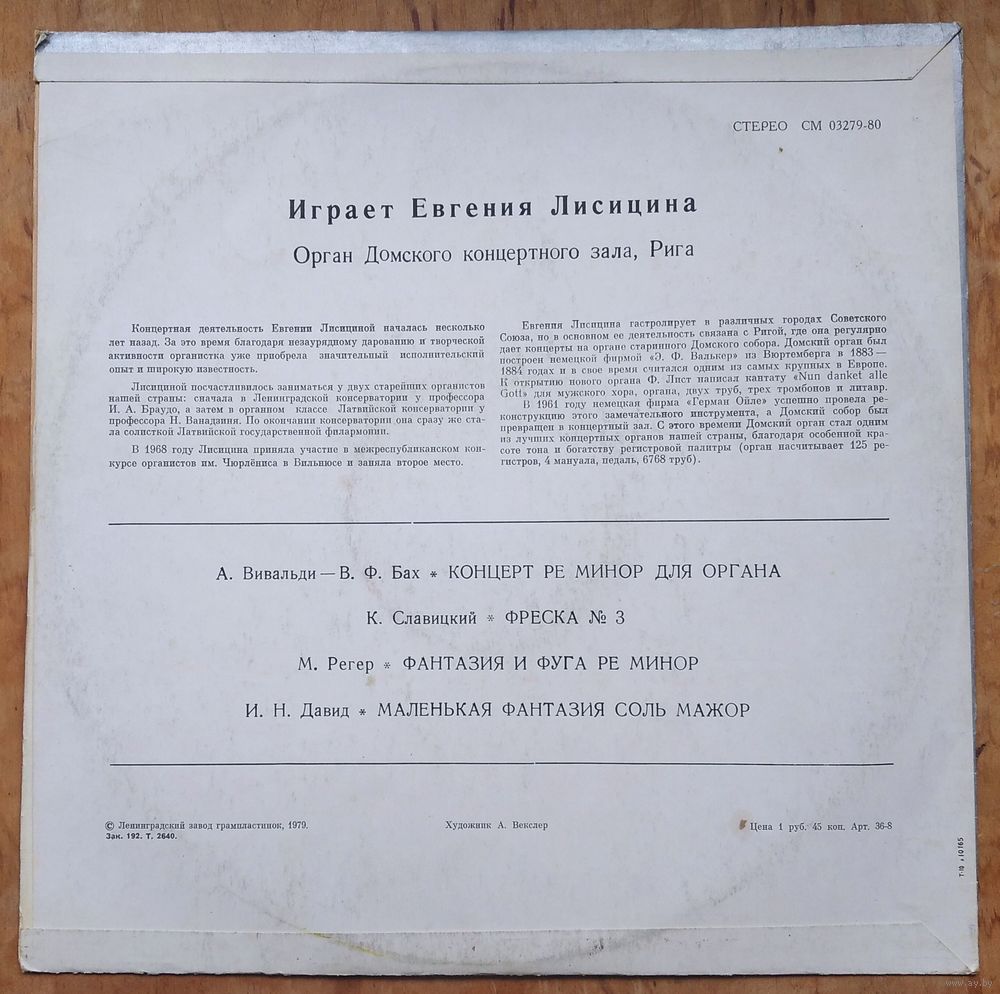 СТЕРЕО СМ 03279-80
Играет Евгения Лисицина
Орган Домского концертного зала, Рига
Концертная деятельность Евгении Лисициной началась несколько
лет назад. За это время благодаря незаурядному дарованию и творческой
активности органистка уже приобрела значительный исполнительский
опыт и широкую известность.
Лисициной посчастливилось заниматься у двух старейших органистов
нашей страны: сначала в Ленинградской консерватории у профессора
И. А. Браудо, а затем в органном классе Латвийской консерватории у
профессора Н. Ванадзиня. По окончании консерватории она сразу же ста-
ла солисткой Латвийской государственной филармонии.
В 1968 году Лисицина приняла участие в межреспубликанском кон-
курсе органистов им. Чюрлёниса в Вильнюсе и заняла второе место.
Евгения Лисицина гастролирует в различных городах Советского
Союза, но в основном ее деятельность связана с Ригой, где она регулярно
дает концерты на органе старинного Домского собора. Домский орган был
построен немецкой фирмой «Э. Ф. Валькер» из Вюртемберга в 1883—
1884 годах и в свое время считался одним из самых крупных в Европе.
К открытию нового органа Ф. Лист написал кантату «Nun danket alle
Gott» для мужского хора, органа, двух труб, трех тромбонов и литавр.
В 1961 году немецкая фирма «Герман Ойле» успешно провела ре-
конструкцию этого замечательного инструмента, а Домский собор был
превращен в концертный зал. С этого времени Домский орган стал одним
из лучших концертных органов нашей страны, благодаря особенной кра-
соте тона и богатству регистровой палитры (орган насчитывает 125 ре-
гистров, 4 мануала, педаль, 6768 труб).
А. Вивальди — В. Ф. Бах * КОНЦЕРТ РЕ МИНОР ДЛЯ ОРГАНА
К. Славицкий * ФРЕСКА № 3
М. Регер * ФАНТАЗИЯ И ФУГА РЕ МИНОР
И. Н. Давид * МАЛЕНЬКАЯ ФАНТАЗИЯ СОЛЬ МАЖОР
© Ленинградский завод грампластинок, 1979.
Зак. 192. Т. 2640.
Художник А. Векслер
Цена 1 руб. 45 коп. Арт. 36-8
www.ay.by